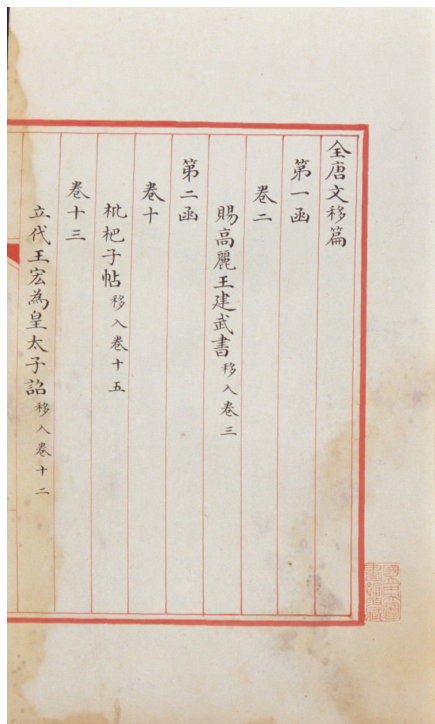 全唐文移篇
第一函
卷二
賜高麗王建武書移入卷三
第二函
卷十
枇杷子帖移入卷十五
卷十三
立代王宏為皇太子詔移入卷十二